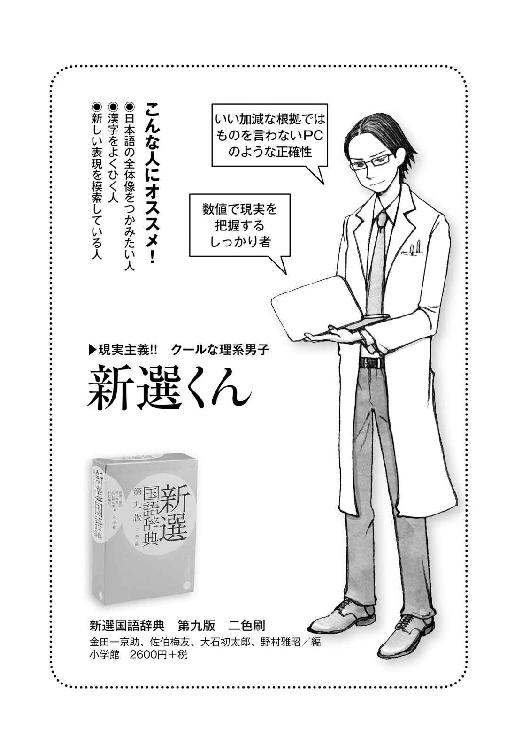 こんな人にオススメ！
◉日本語の全体像をつかみたい人
◉漢字をよくひく人
◉新しい表現を模索している人
いい加減な根拠では
ものを言わないPC
のような正確性
数値で現実を
把握する
しっかり者
▶現実主義!!　クールな理系男子
新選くん
新選
国語辞典
第九版
新選国語辞典　第九版　二色刷
金田一京助、佐伯梅友、大石初太郎、野村雅昭／編
小学館　2600円＋税